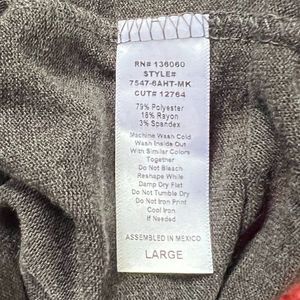 RN# 136060
STYLE#
7547-6AHT-MK
CUT# 12764
79% Polyester
18% Rayon
3% Spandex
Machine Wash Cold
Wash Inside Out
With Similar Colors
Together
Do Not Bleach
Reshape While
Damp Dry Flat
Do Not Tumble Dry
Do Not Iron Print
Cool Iron
If Needed
ASSEMBLED IN MEXICO
LARGE